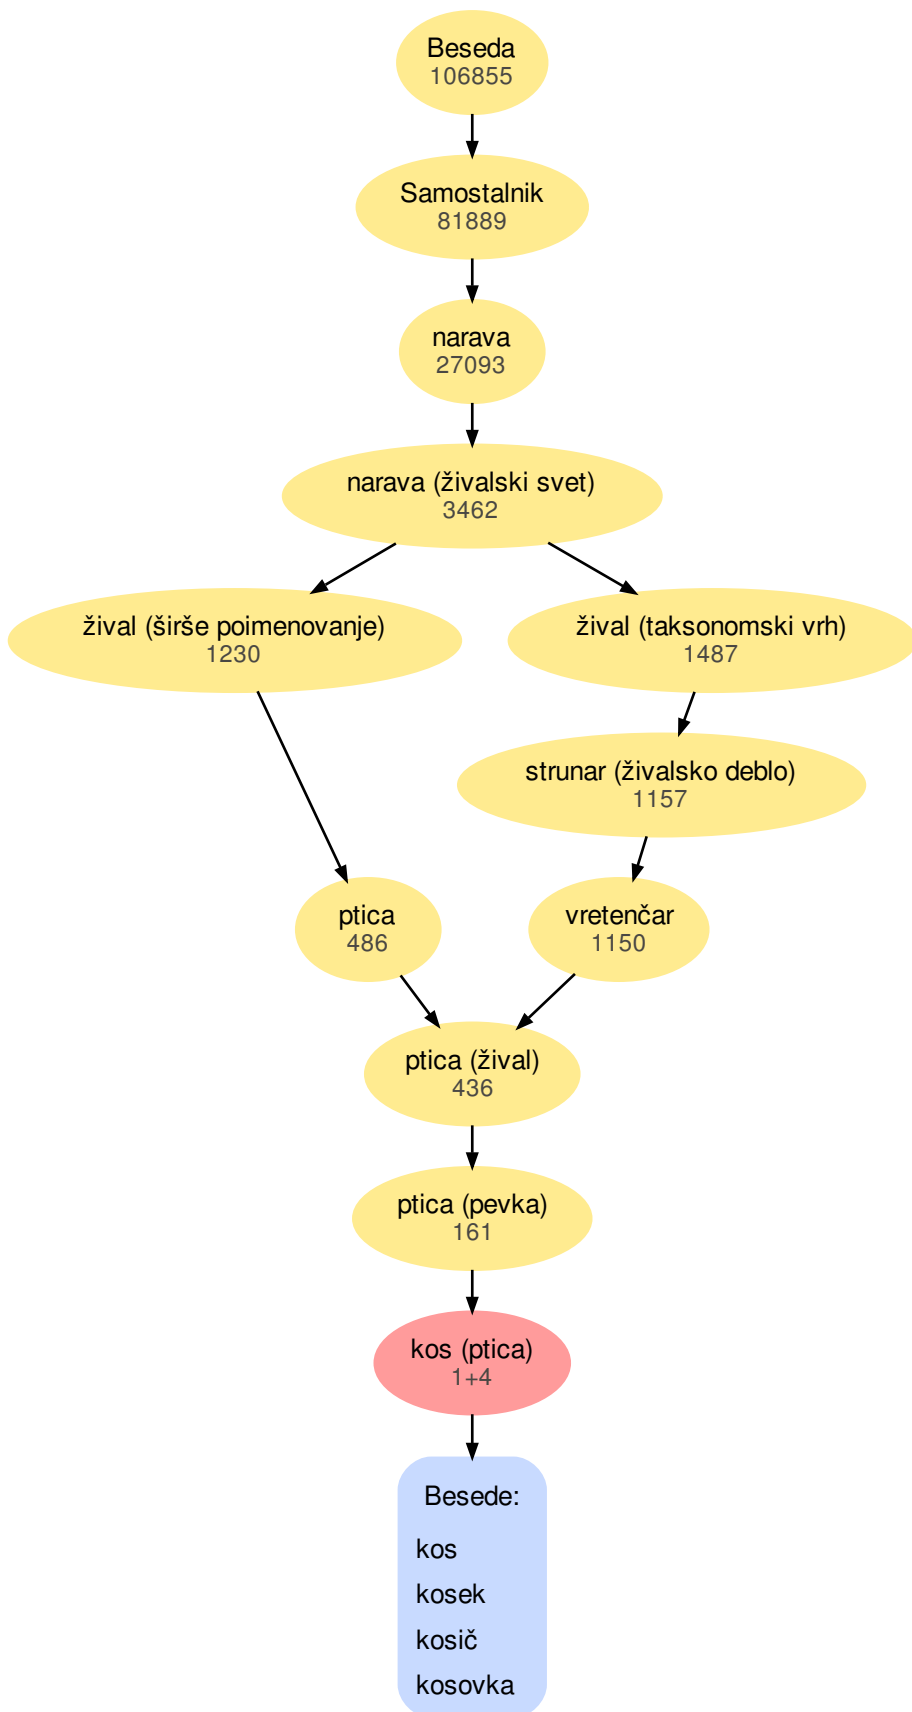 Beseda
106855
Samostalnik
81889
narava
27093
narava (živalski svet)
3462
žival (širše poimenovanje)
1230
žival (taksonomski vrh)
1487
strunar (živalsko deblo)
1157
ptica
486
vretenčar
1150
ptica (žival)
436
ptica (pevka)
161
kos (ptica)
1+4
Besede:
kos
kosek
kosič
kosovka